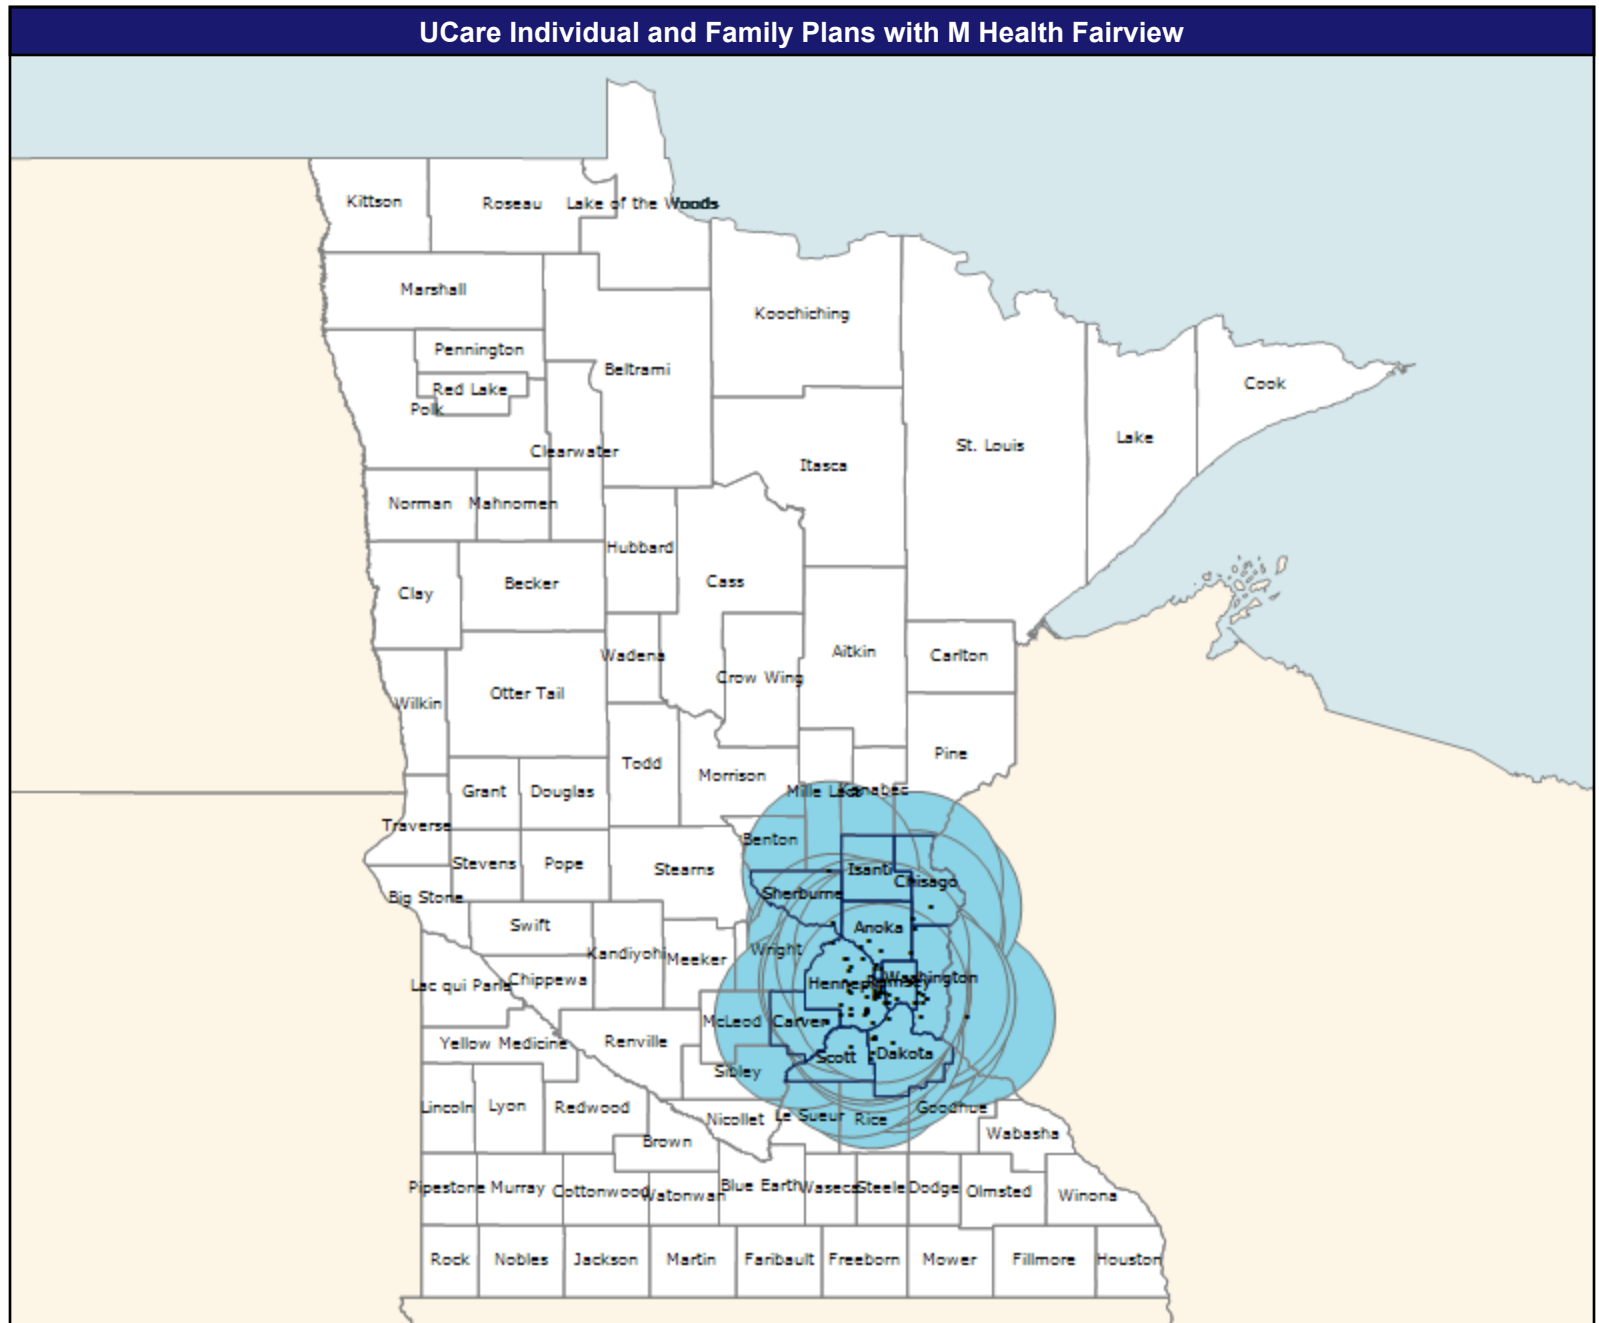 UCare Individual and Family Plans with M Health Fairview
Kittson
Roseau
Lake of the Woods
Marshall
Koochiching
Pennington
Beltrami
Red Lake
Cook
Polk
Lake
St. Louis
Clearwater
Itasca
Norman
Mahnomen
Hubbard
Cass
Becker
Clay
Aitkin
Wadena
Carlton
Crow Wing
Otter Tail
Wilkin
Pine
Todd
Morrison
Grant
Douglas
Mille Lacs
Kanabec
Traverse
Benton
Stevens
Pope
Stearns
Isanti
Chisago
Big Stone
Sherburne
Swift
Anoka
Kandiyohi
Wright
Meeker
Chippewa
Washington
Lac qui Parle
Hennepin
Ramsey
McLeod
Carver
Yellow Medicine
Renville
Scott
Dakota
Sibley
Lincoln
Lyon
Redwood
Goodhue
Nicollet
Le Sueur
Rice
Wabasha
Brown
Pipestone
Murray
Cottonwood
Watonwan
Blue Earth
Waseca
Steele
Dodge
Olmsted
Winona
Rock
Nobles
Jackson
Martin
Faribault
Freeborn
Mower
Fillmore
Houston